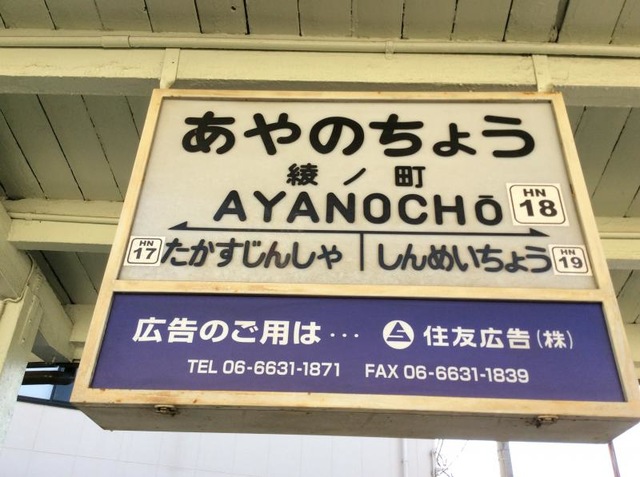 あやのちょう
綾ノ町
AYANOCHŌ
HN
18
HN
17
たかすじんしゃ
しんめいちょう
HN
19
広告のご用は… 住友広告(株)
TEL 06-6631-1871 FAX 06-6631-1839